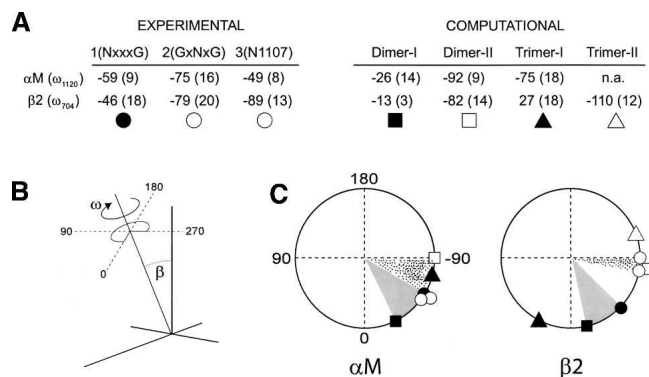 A
EXPERIMENTAL COMPUTATIONAL
1(NxxxG) 2(GxNxG) 3(N1107) Dimer-I Dimer-II Trimer-I Trimer-II
αM (ω1120) -59 (9) -75 (16) -49 (8) -26 (14) -92 (9) -75 (18) n.a.
β2 (ω704) -46 (18) -79 (20) -89 (13) -13 (3) -82 (14) 27 (18) -110 (12)
B C
180 180
ω
90 270 90 -90
β
0 0
αM β2